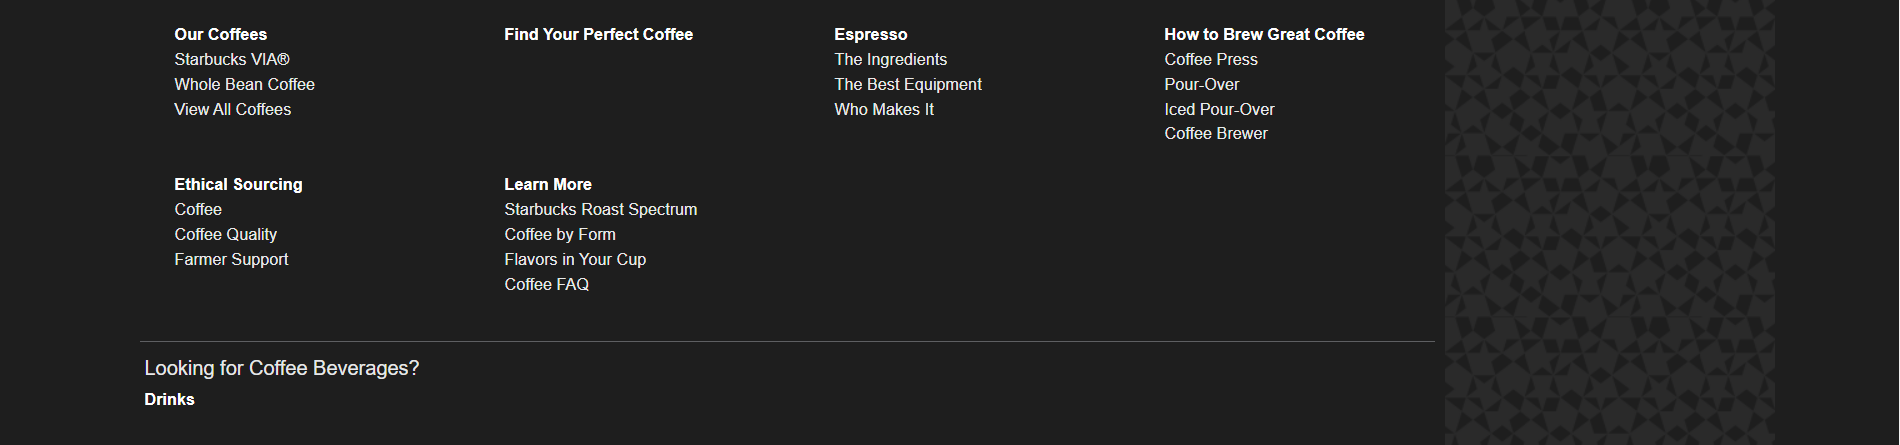 Our Coffees
Starbucks VIA®
Whole Bean Coffee
View All Coffees
Find Your Perfect Coffee
Espresso
The Ingredients
The Best Equipment
Who Makes It
How to Brew Great Coffee
Coffee Press
Pour-Over
Iced Pour-Over
Coffee Brewer
Ethical Sourcing
Coffee
Coffee Quality
Farmer Support
Learn More
Starbucks Roast Spectrum
Coffee by Form
Flavors in Your Cup
Coffee FAQ
Looking for Coffee Beverages?
Drinks